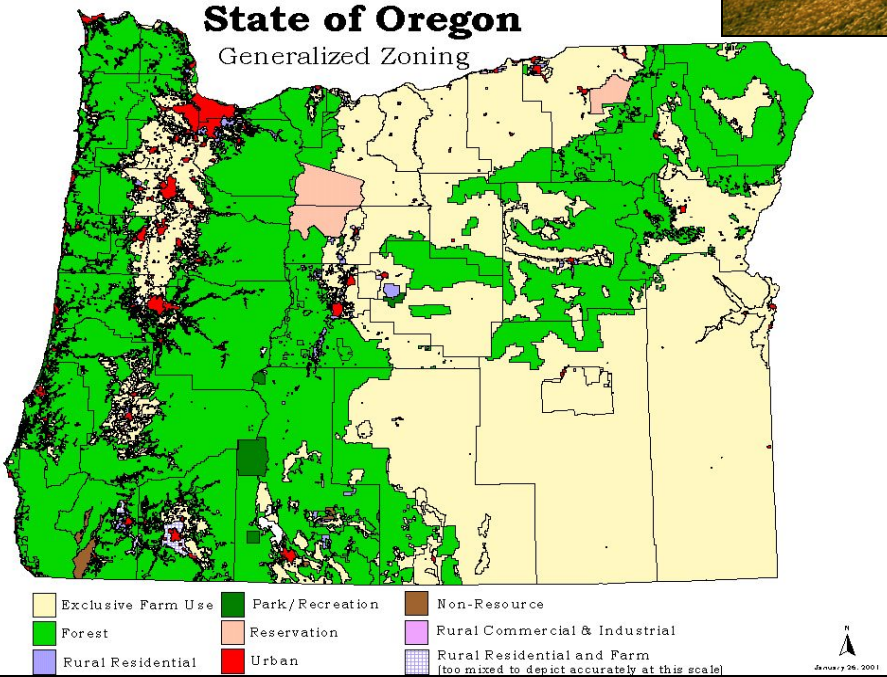 State of Oregon
Generalized Zoning
Exclusive Farm Use
Park/Recreation
Non-Resource
Forest
Reservation
Rural Commercial & Industrial
Rural Residential
Urban
Rural Residential and Farm
(too mixed to depict accurately at this scale)
N
January 26, 2001